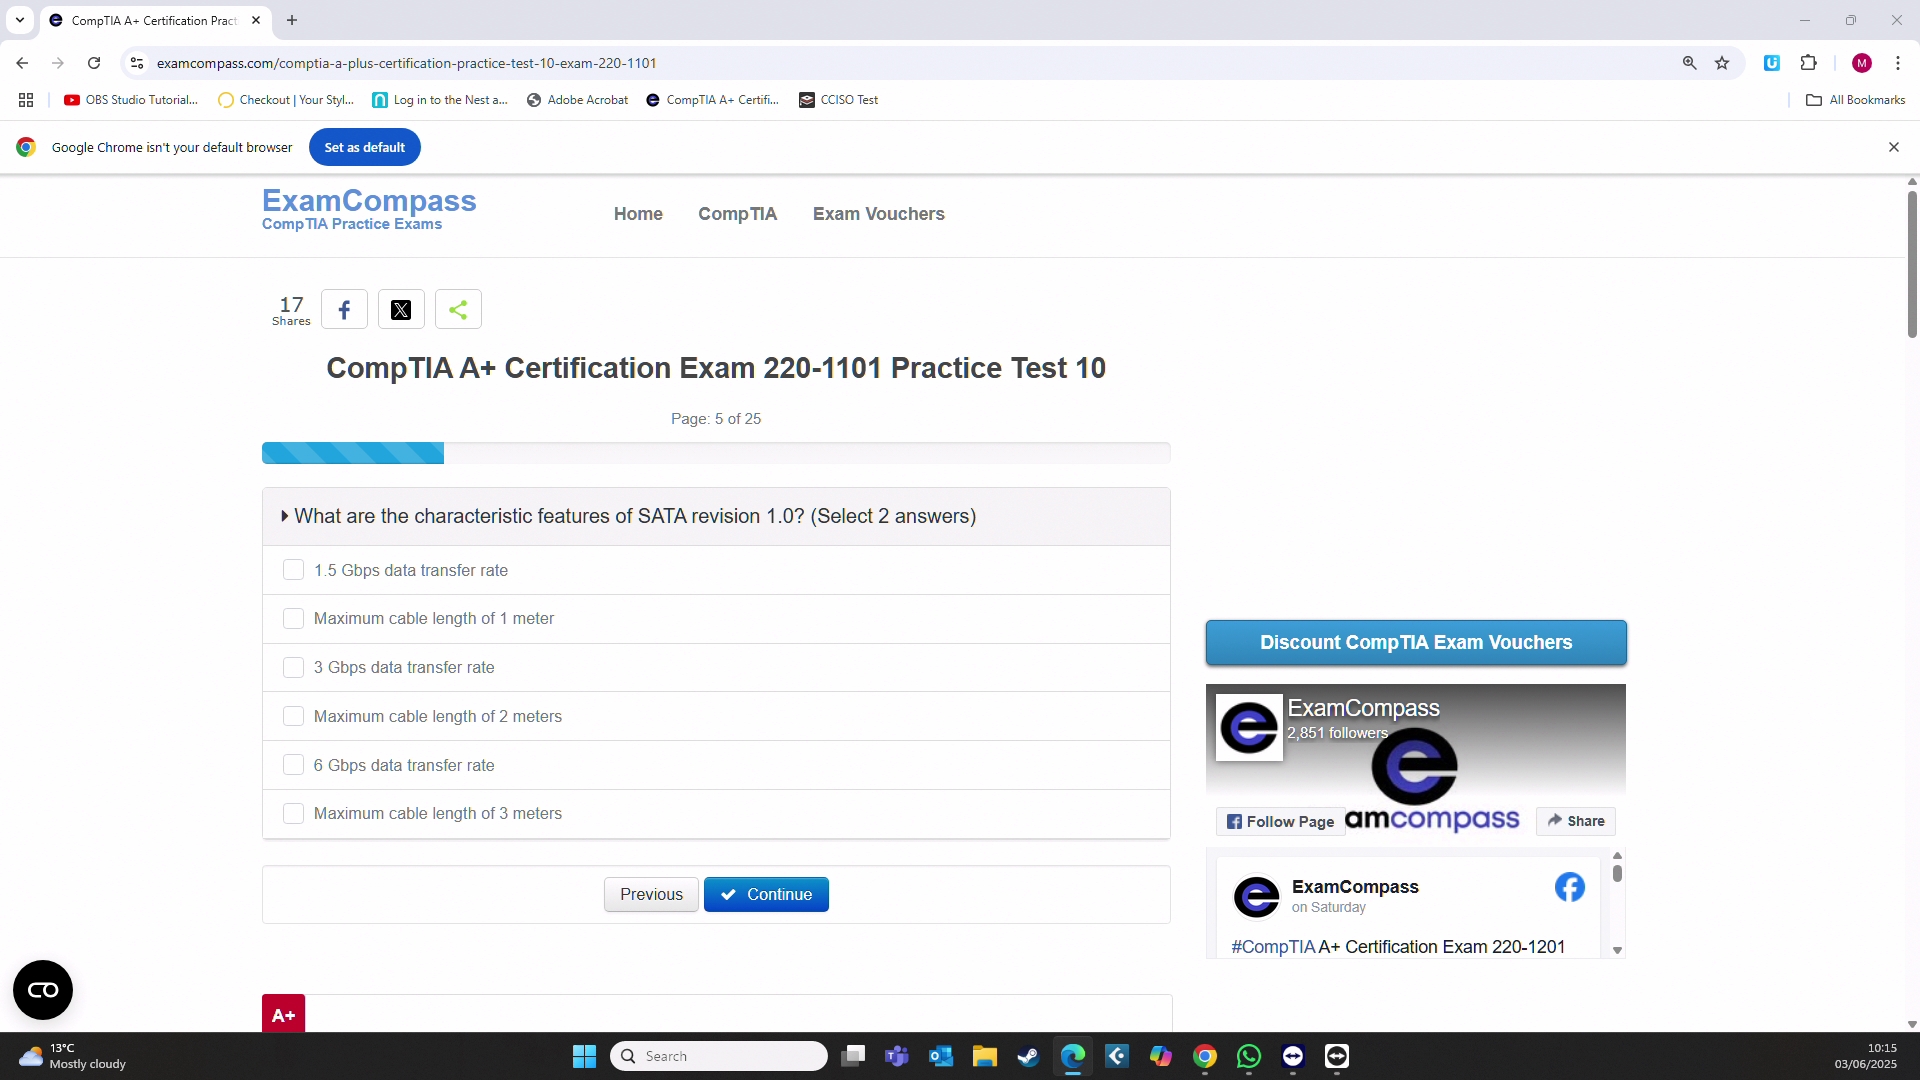 CompTIA A+ Certification Pract
examcompass.com/comptia-a-plus-certification-practice-test-10-exam-220-1101
M
OBS Studio Tutorial...
Checkout | Your Styl...
Log in to the Nest a...
Adobe Acrobat
CompTIA A+ Certifi...
CCISO Test
All Bookmarks
Google Chrome isn't your default browser
Set as default
ExamCompass
CompTIA Practice Exams
Home
CompTIA
Exam Vouchers
17
Shares
CompTIA A+ Certification Exam 220-1101 Practice Test 10
Page: 5 of 25
What are the characteristic features of SATA revision 1.0? (Select 2 answers)
1.5 Gbps data transfer rate
Maximum cable length of 1 meter
3 Gbps data transfer rate
Maximum cable length of 2 meters
6 Gbps data transfer rate
Maximum cable length of 3 meters
Previous
Continue
A+
Discount CompTIA Exam Vouchers
ExamCompass
2,851 followers
Follow Page
amcompass
Share
ExamCompass
on Saturday
#CompTIA A+ Certification Exam 220-1201
13°C
Mostly cloudy
Search
10:15
03/06/2025